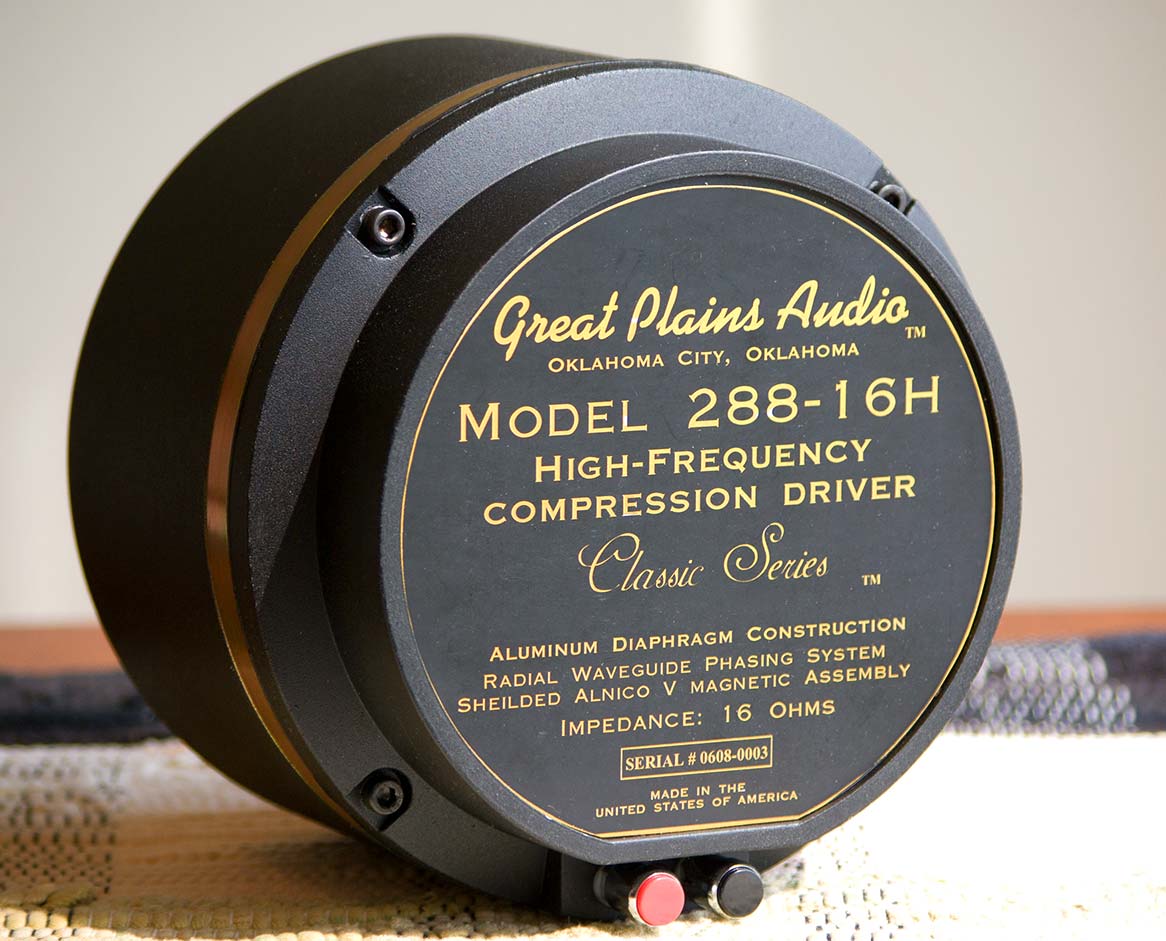 Great Plains Audio™
Oklahoma City, Oklahoma
Model 288-16H
High-Frequency
compression driver
Classic Series ™
Aluminum Diaphragm Construction
Radial Waveguide Phasing System
Sheilded Alnico V magnetic Assembly
Impedance: 16 Ohms
SERIAL # 0608-0003
MADE IN THE
UNITED STATES OF AMERICA